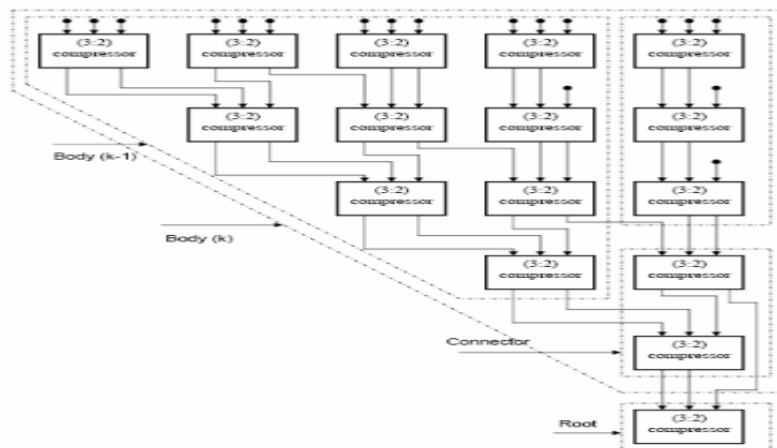 (3:2) (3:2) (3:2) (3:2) (3:2)
compressor compressor compressor compressor compressor
(3:2) (3:2) (3:2) (3:2)
compressor compressor compressor compressor
Body (k-1)
(3:2) (3:2) (3:2)
compressor compressor compressor
Body (k)
(3:2) (3:2)
compressor compressor
Connector
(3:2)
compressor
Root
(3:2)
compressor